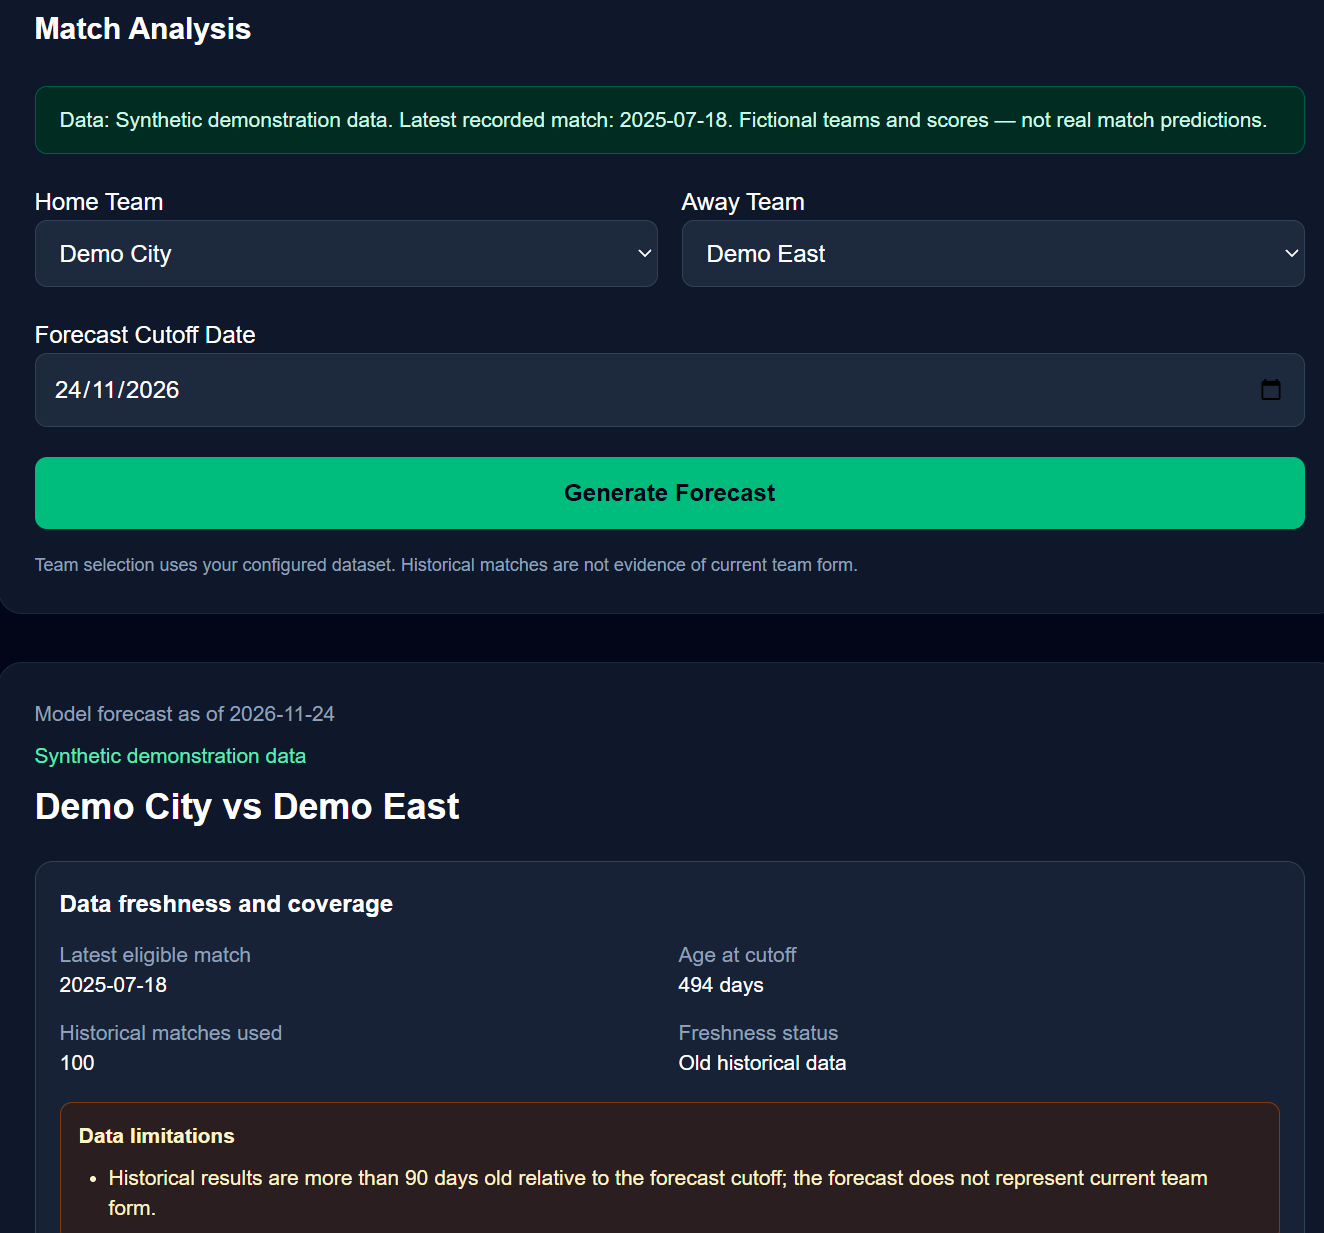 Match Analysis
Data: Synthetic demonstration data. Latest recorded match: 2025-07-18. Fictional teams and scores — not real match predictions.
Home Team
Away Team
Demo City
Demo East
Forecast Cutoff Date
24/11/2026
Generate Forecast
Team selection uses your configured dataset. Historical matches are not evidence of current team form.
Model forecast as of 2026-11-24
Synthetic demonstration data
Demo City vs Demo East
Data freshness and coverage
Latest eligible match
Age at cutoff
2025-07-18
494 days
Historical matches used
Freshness status
100
Old historical data
Data limitations
• Historical results are more than 90 days old relative to the forecast cutoff; the forecast does not represent current team
form.